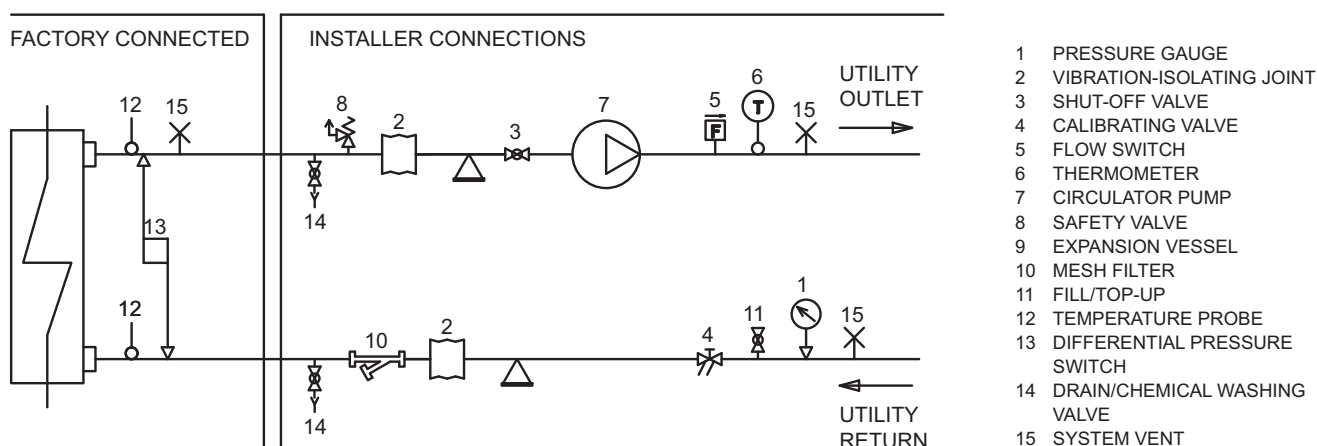 FACTORY CONNECTED
INSTALLER CONNECTIONS
12
15
8
2
3
7
5
6
T
F
15
UTILITY
OUTLET
14
13
12
14
10
2
4
11
1
15
UTILITY
RETURN
1 PRESSURE GAUGE
2 VIBRATION-ISOLATING JOINT
3 SHUT-OFF VALVE
4 CALIBRATING VALVE
5 FLOW SWITCH
6 THERMOMETER
7 CIRCULATOR PUMP
8 SAFETY VALVE
9 EXPANSION VESSEL
10 MESH FILTER
11 FILL/TOP-UP
12 TEMPERATURE PROBE
13 DIFFERENTIAL PRESSURE
SWITCH
14 DRAIN/CHEMICAL WASHING
VALVE
15 SYSTEM VENT